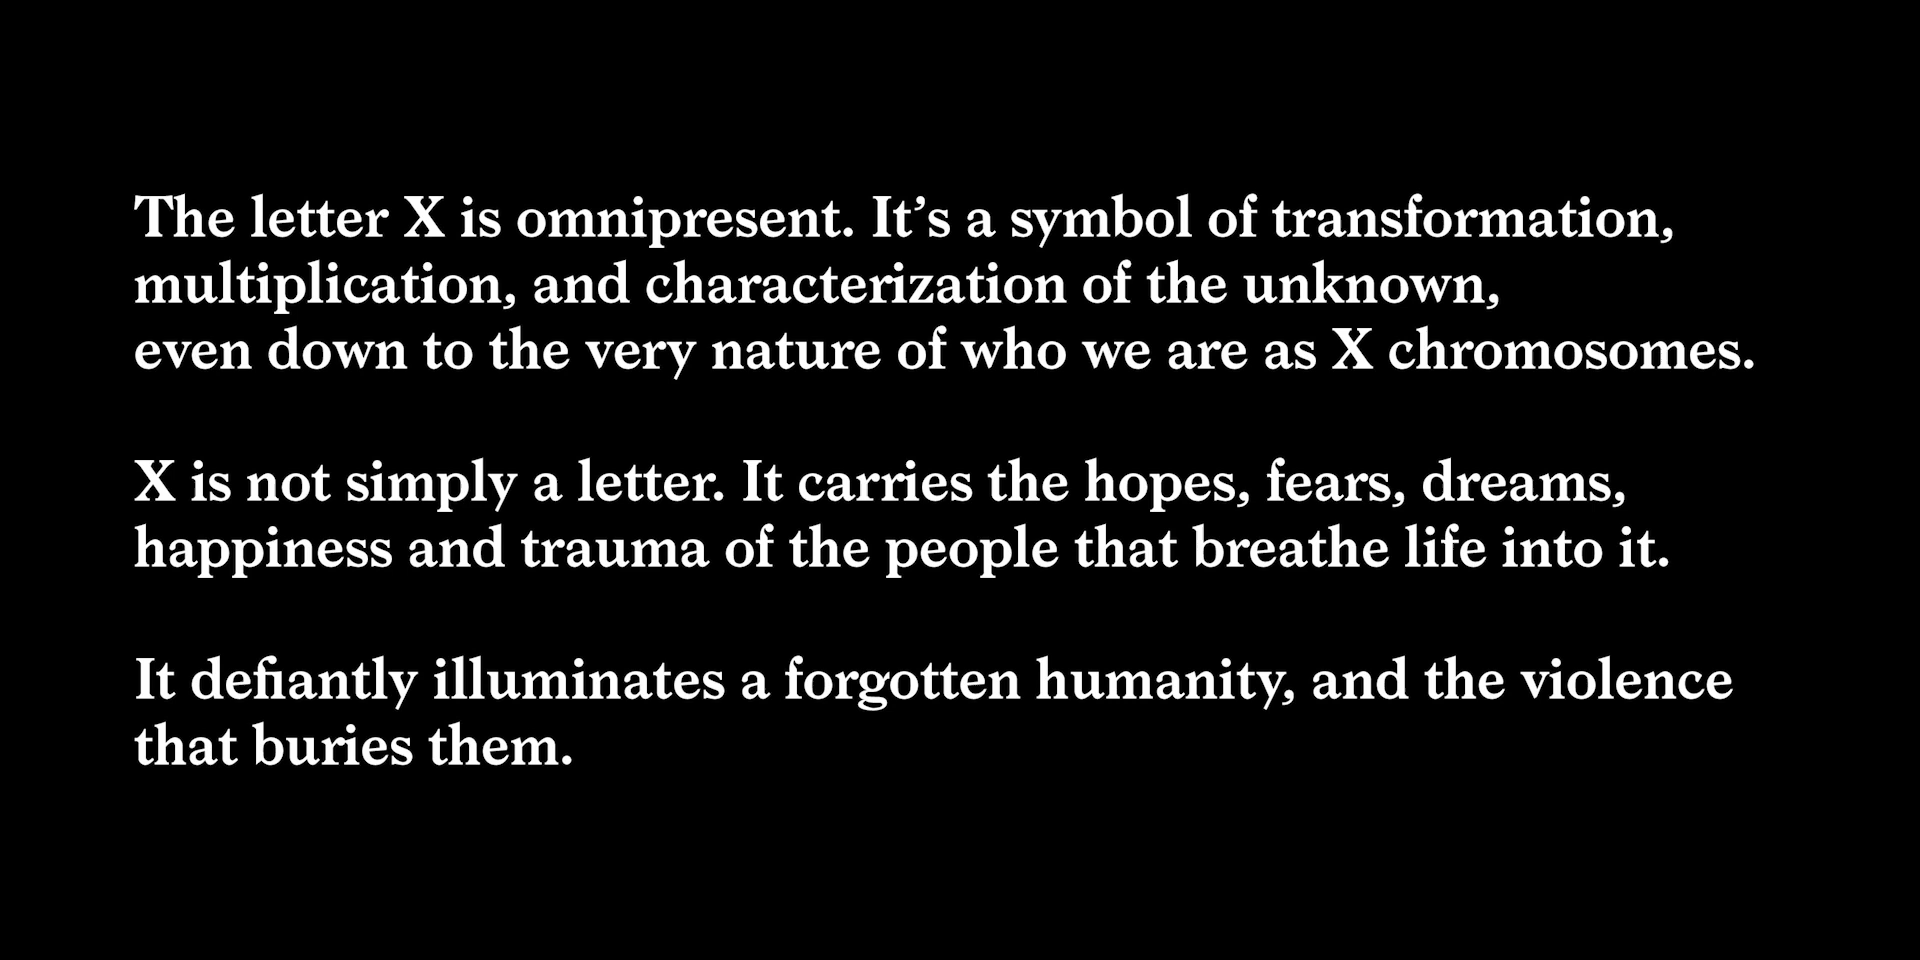 The letter X is omnipresent. It’s a symbol of transformation,
multiplication, and characterization of the unknown,
even down to the very nature of who we are as X chromosomes.
X is not simply a letter. It carries the hopes, fears, dreams,
happiness and trauma of the people that breathe life into it.
It defiantly illuminates a forgotten humanity, and the violence
that buries them.